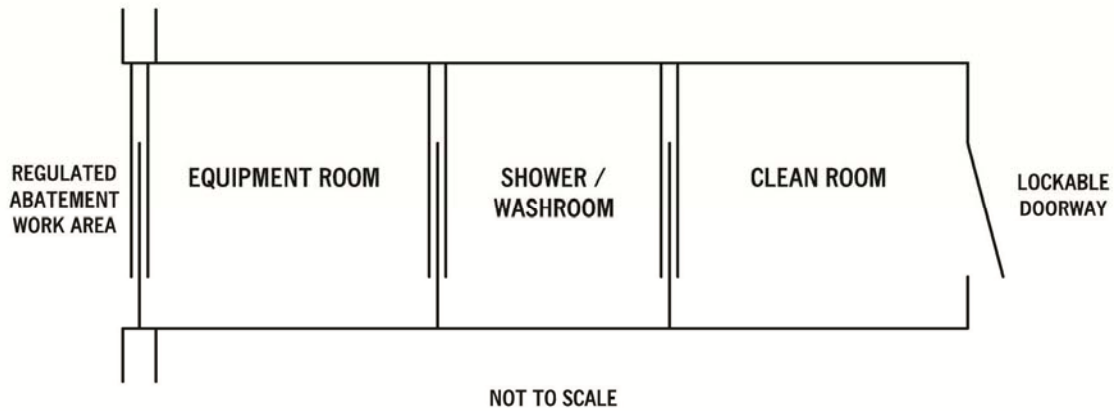 REGULATED
ABATEMENT
WORK AREA
EQUIPMENT ROOM
SHOWER /
WASHROOM
CLEAN ROOM
LOCKABLE
DOORWAY
NOT TO SCALE